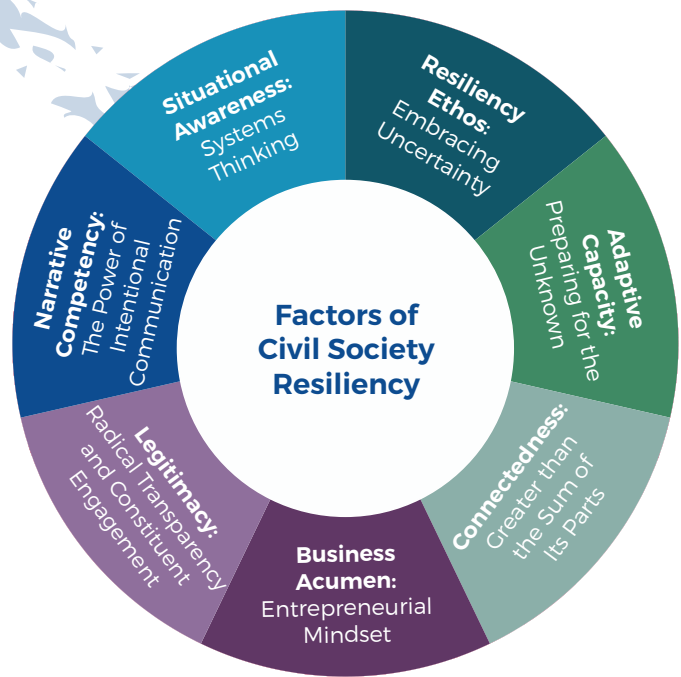 Factors of
Civil Society
Resiliency
Resiliency
Ethos:
Embracing
Uncertainty
Adaptive
Capacity:
Preparing for the
Unknown
Connectedness:
Greater than
the Sum of
Its Parts
Business
Acumen:
Entrepreneurial
Mindset
Legitimacy:
Radical Transparency
and Constituent
Engagement
Narrative
Competency:
The Power of
Intentional
Communication
Situational
Awareness:
Systems
Thinking